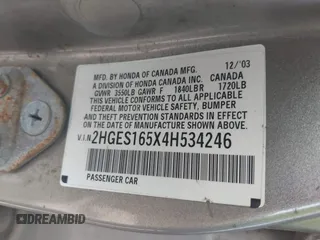 12/'03
MFD. BY HONDA OF CANADA MFG.
A DIVISION OF HONDA CANADA INC. CANADA
GVWR 3550LB GAWR F 1840LB R 1720LB
THIS VEHICLE CONFORMS TO ALL APPLICABLE
FEDERAL MOTOR VEHICLE SAFETY, BUMPER
AND THEFT PREVENTION STANDARDS IN
EFFECT ON THE DATE OF MANUFACTURE
SHOWN ABOVE.
V.I.N. 2HGES165X4H534246
PASSENGER CAR
DREAMBID